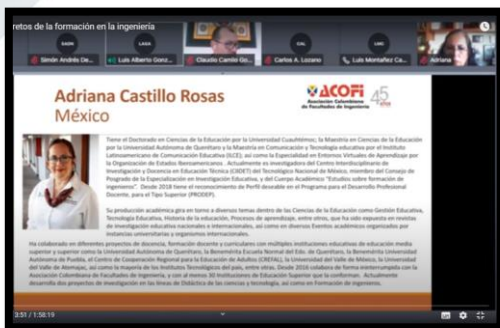 retos de la formación en la ingeniería
SADN
LAGA
CAL
LMC
Simón Andrés De...
Luis Alberto Gonz...
Claudio Camilo Go...
Carlos A. Lozano
Luis Montañez Ca...
Adriana
Adriana Castillo Rosas
México
ACOFI
Asociación Colombiana
de Facultades de Ingeniería
45
Tiene el Doctorado en Ciencias de la Educación por la Universidad Cuauhtémoc; la Maestría en Ciencias de la Educación
por la Universidad Autónoma de Querétaro y la Maestría en Comunicación y Tecnología educativa por el Instituto
Latinoamericano de Comunicación Educativa (ILCE); así como la Especialidad en Entornos Virtuales de Aprendizaje por
la Organización de Estados Iberoamericanos . Actualmente es investigadora del Centro Interdisciplinario de
Investigación y Docencia en Educación Técnica (CIIDET) del Tecnológico Nacional de México, miembro del Consejo de
Posgrado de la Especialización en Investigación Educativa, y del Cuerpo Académico "Estudios sobre formación de
ingenieros". Desde 2018 tiene el reconocimiento de Perfil deseable en el Programa para el Desarrollo Profesional
Docente, para el Tipo Superior (PRODEP).
Su producción académica gira en torno a diversos temas dentro de las Ciencias de la Educación como Gestión Educativa,
Tecnología Educativa, Historia de la educación, Procesos de aprendizaje, entre otros, que ha sido expuesta en revistas
de investigación educativa nacionales e internacionales, así como en diversos Eventos académicos organizados por
instancias universitarias y organismos internacionales.
Ha colaborado en diferentes proyectos de docencia, formación docente y curriculares con múltiples instituciones educativas de educación media
superior y superior como la Universidad Autónoma de Querétaro, la Benemérita Escuela Normal del Edo. de Querétaro, la Benemérita Universidad
Autónoma de Puebla, el Centro de Cooperación Regional para la Educación de Adultos (CREFAL), la Universidad del Valle de México, la Universidad
del Valle de Atemajac, así como la mayoría de los Institutos Tecnológicos del país, entre otras. Desde 2016 colabora de forma ininterrumpida con la
Asociación Colombiana de Facultades de Ingeniería, y con al menos 30 Instituciones de Educación Superior que la conforman. Actualmente
desarrolla dos proyectos de investigación en las líneas de Didáctica de las ciencias y tecnología, así como en Formación de ingenieros.
3:51 / 1:58:19